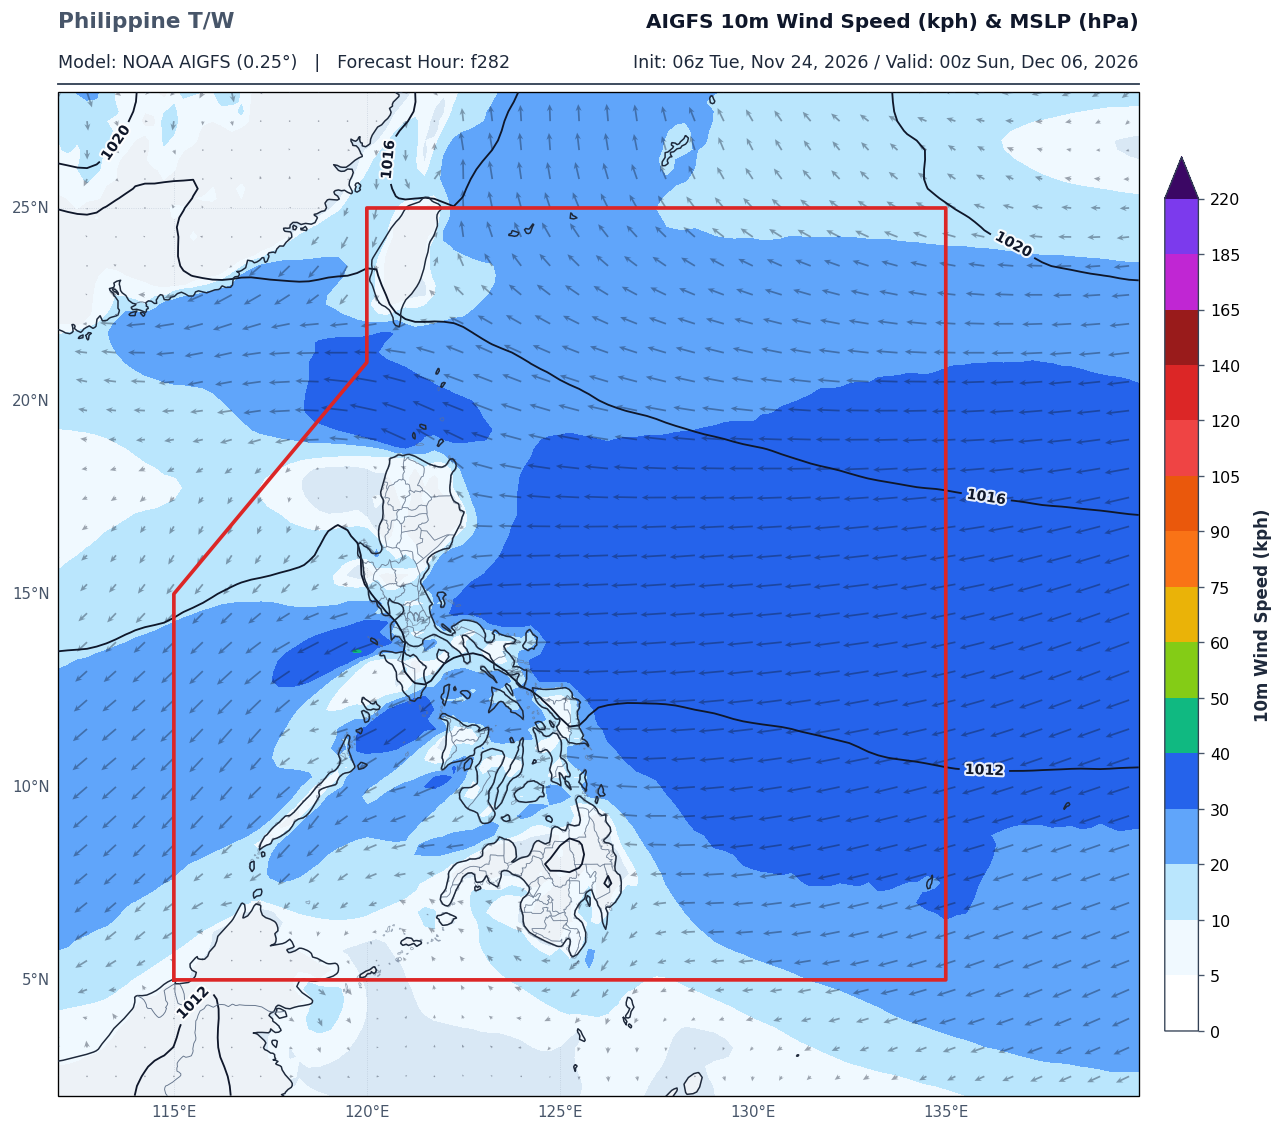 Philippine T/W
AIGFS 10m Wind Speed (kph) & MSLP (hPa)
Model: NOAA AIGFS (0.25°) | Forecast Hour: f282
Init: 06z Tue, Nov 24, 2026 / Valid: 00z Sun, Dec 06, 2026
1020
1016
1020
1016
1012
1012
25°N
20°N
15°N
10°N
5°N
115°E
120°E
125°E
130°E
135°E
220
185
165
140
120
105
90
75
60
50
40
30
20
10
5
0
10m Wind Speed (kph)